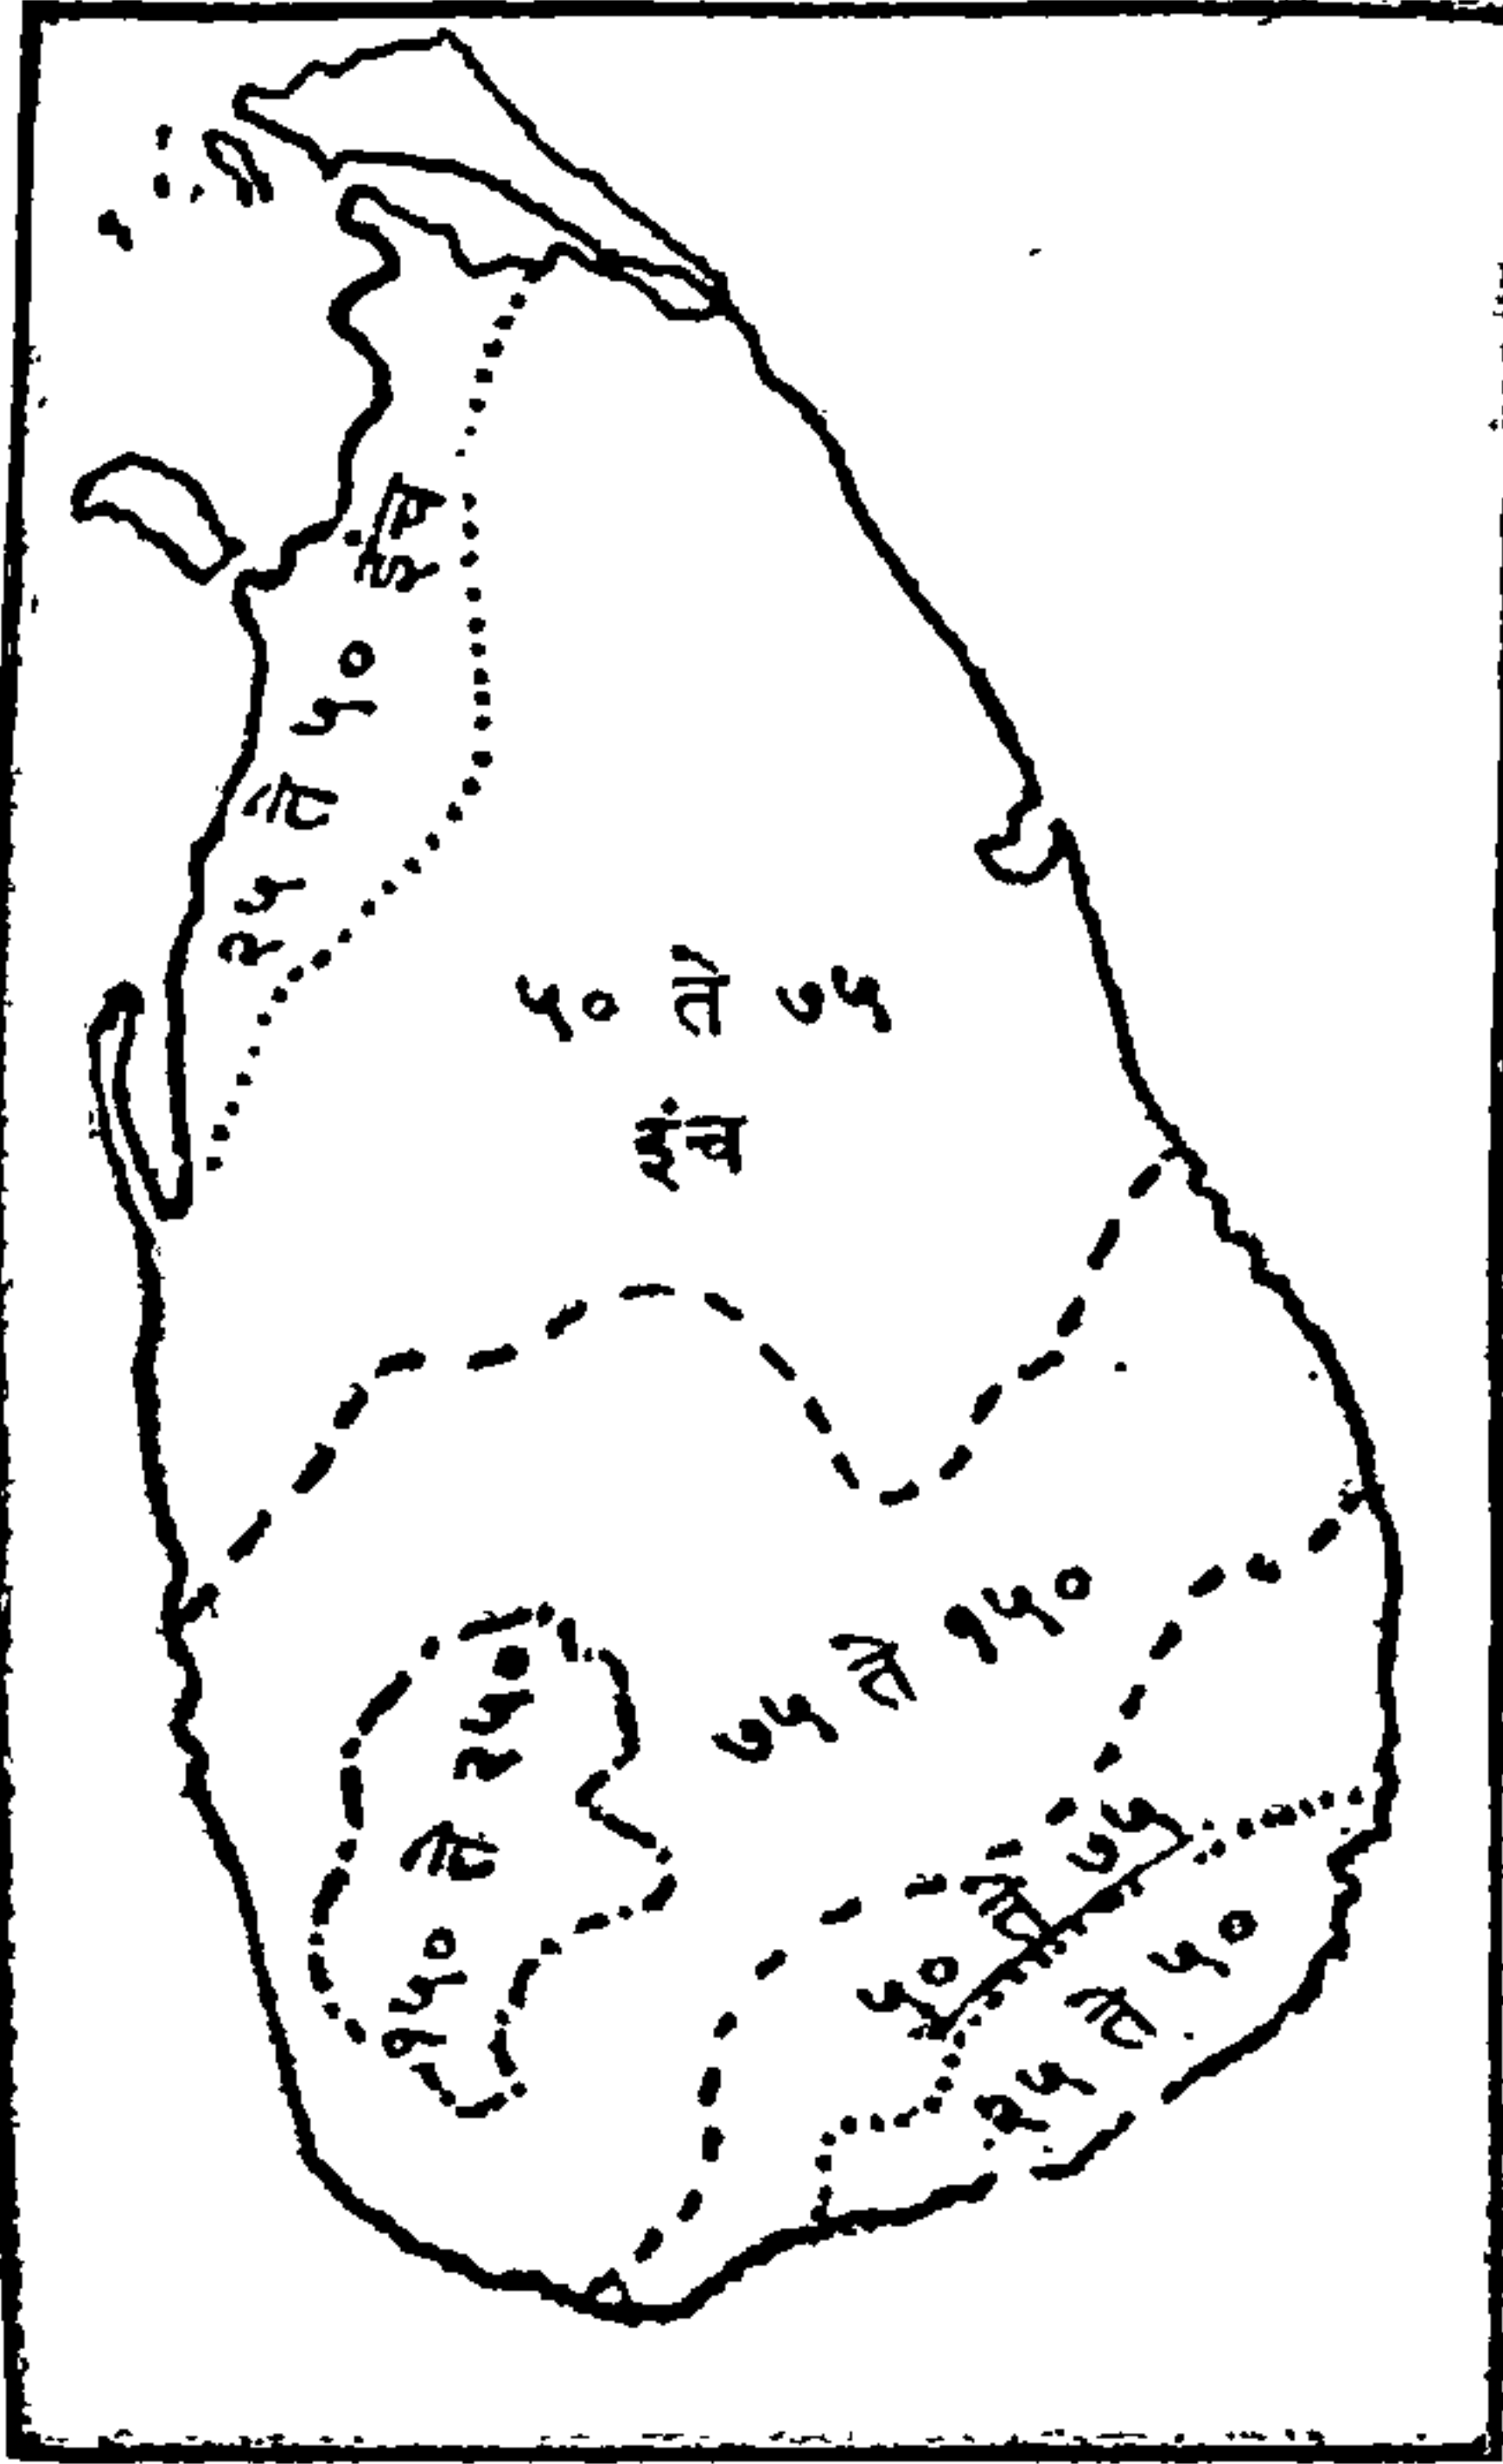 २५ ते ५० इंच
५० ते ७५
इंच
७५ ते १५०
१५० ते २५०
५० ते ७५
२५ ते ५०